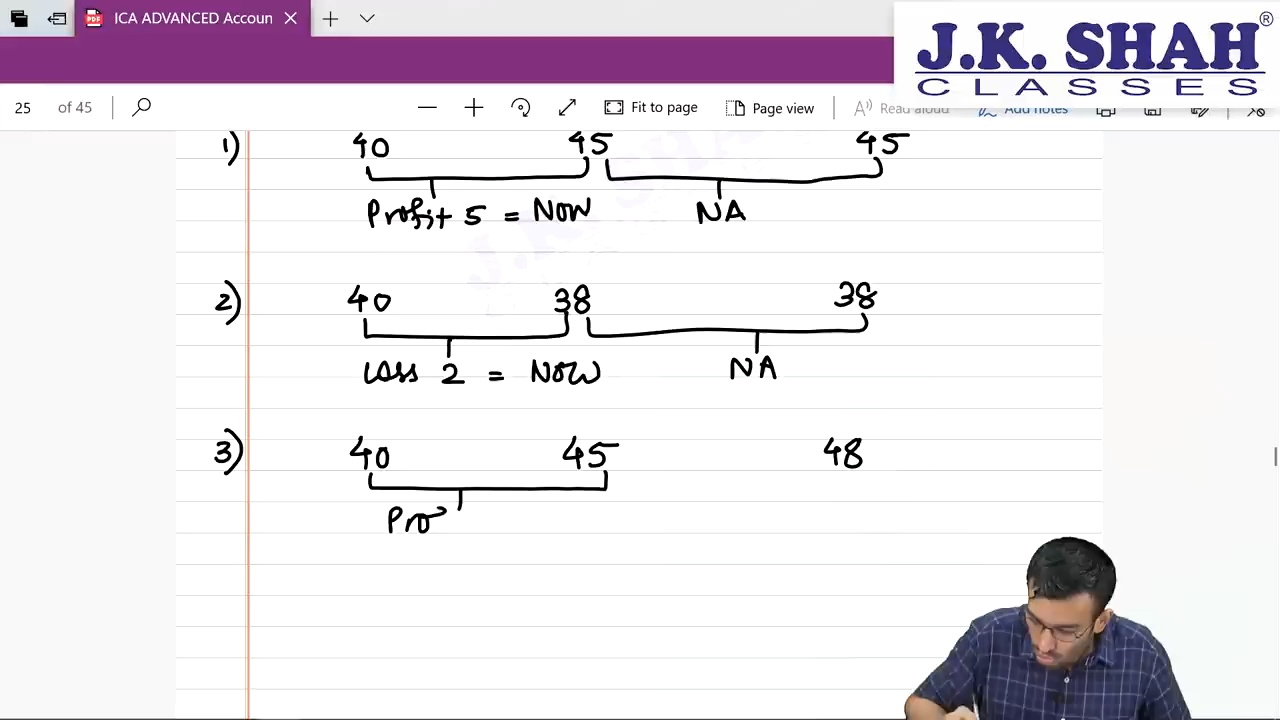 ICA ADVANCED Accoun
J.K. SHAH®
CLASSES
25 of 45
Fit to page
Page view
Read aloud
Add notes
1) 40 45 45
Profit 5 = Now NA
2) 40 38 38
Loss 2 = Now NA
3) 40 45 48
Pro
J.K. SHA